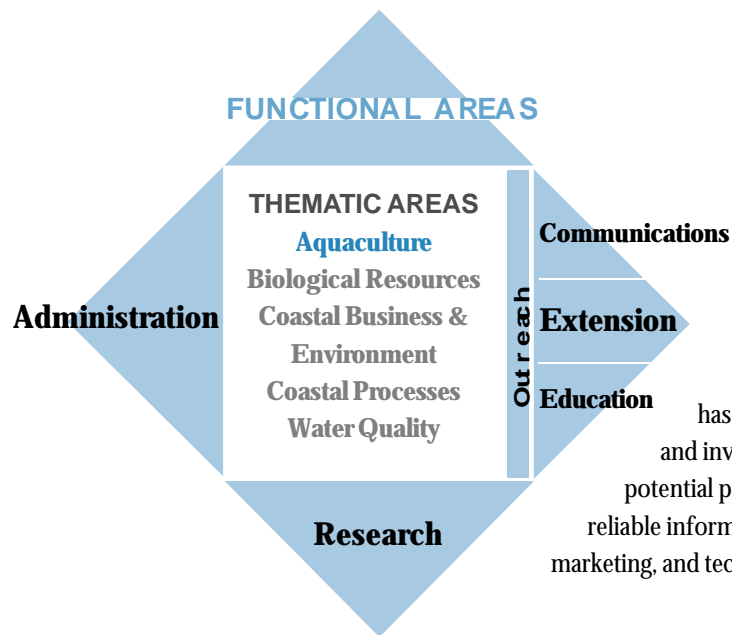 FUNCTIONAL AREAS
THEMATIC AREAS
Aquaculture
Biological Resources
Coastal Business &
Environment
Coastal Processes
Water Quality
Administration
Outreach
Communications
Extension
Education
Research
has
and inv
potential p
reliable inform
marketing, and tec